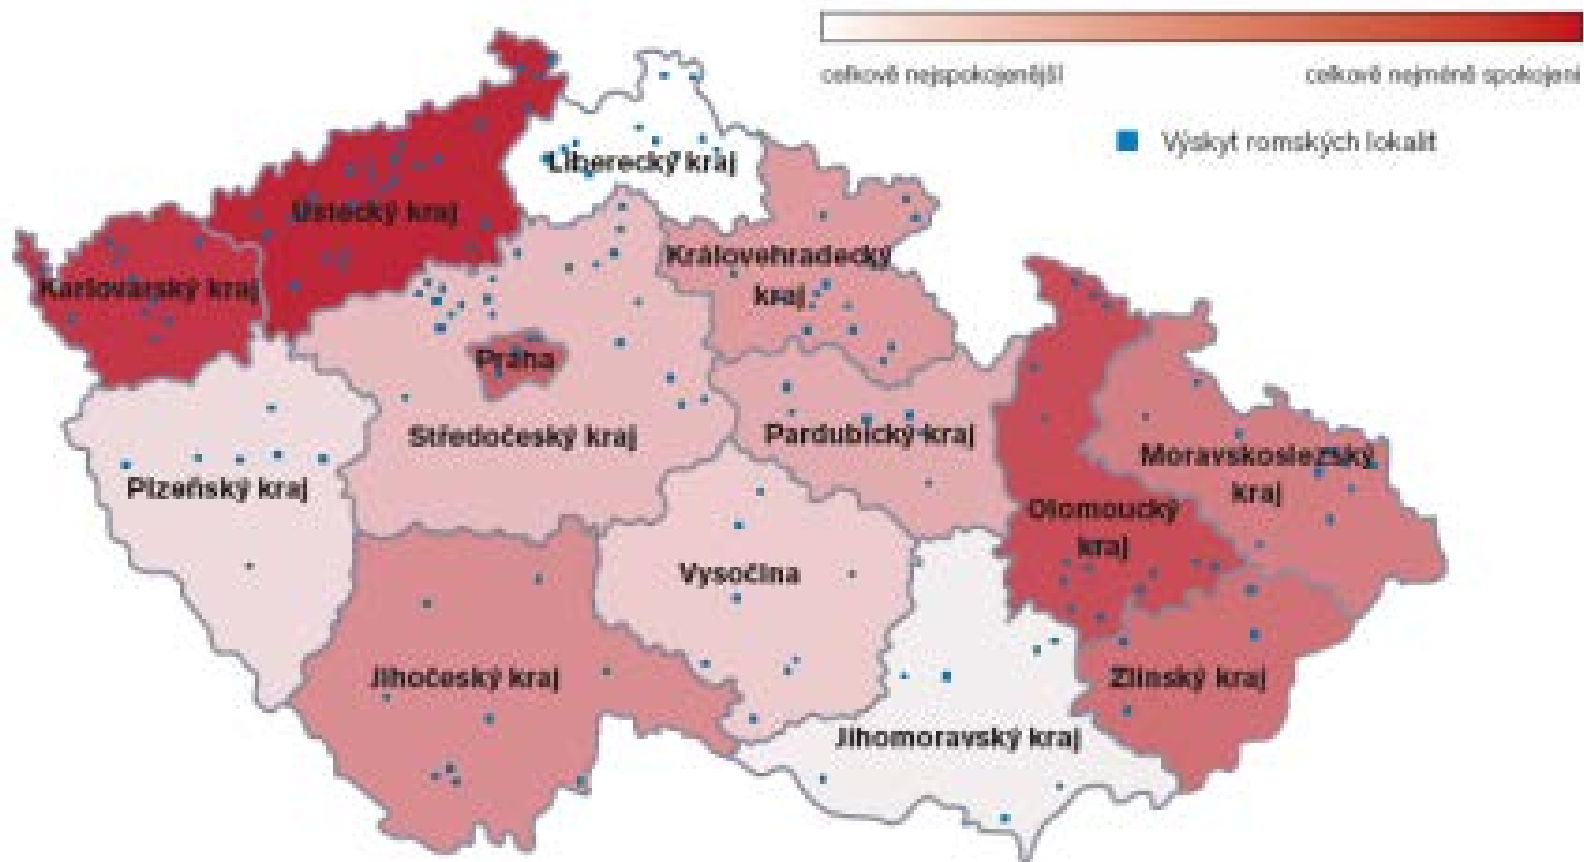 celkově nejspokojenější
celkově nejméně spokojeni
Výskyt romských lokalit
Liberecký kraj
Ústecký kraj
Královehradecký
kraj
Karlovarský kraj
Praha
Středočeský kraj
Pardubický kraj
Moravskoslezský
kraj
Plzeňský kraj
Olomoucký
kraj
Vysočina
Jihočeský kraj
Zlínský kraj
Jihomoravský kraj